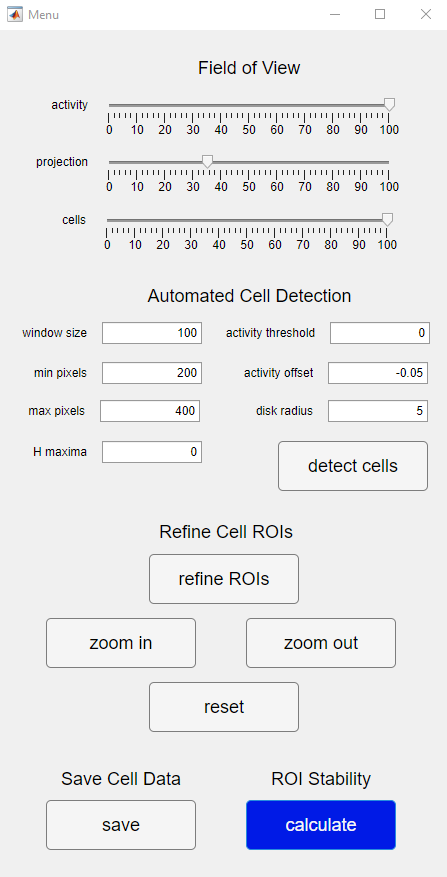 Menu
Field of View
activity
0 10 20 30 40 50 60 70 80 90 100
projection
0 10 20 30 40 50 60 70 80 90 100
cells
0 10 20 30 40 50 60 70 80 90 100
Automated Cell Detection
window size 100 activity threshold 0
min pixels 200 activity offset -0.05
max pixels 400 disk radius 5
H maxima 0 detect cells
Refine Cell ROIs
refine ROIs
zoom in zoom out
reset
Save Cell Data ROI Stability
save calculate